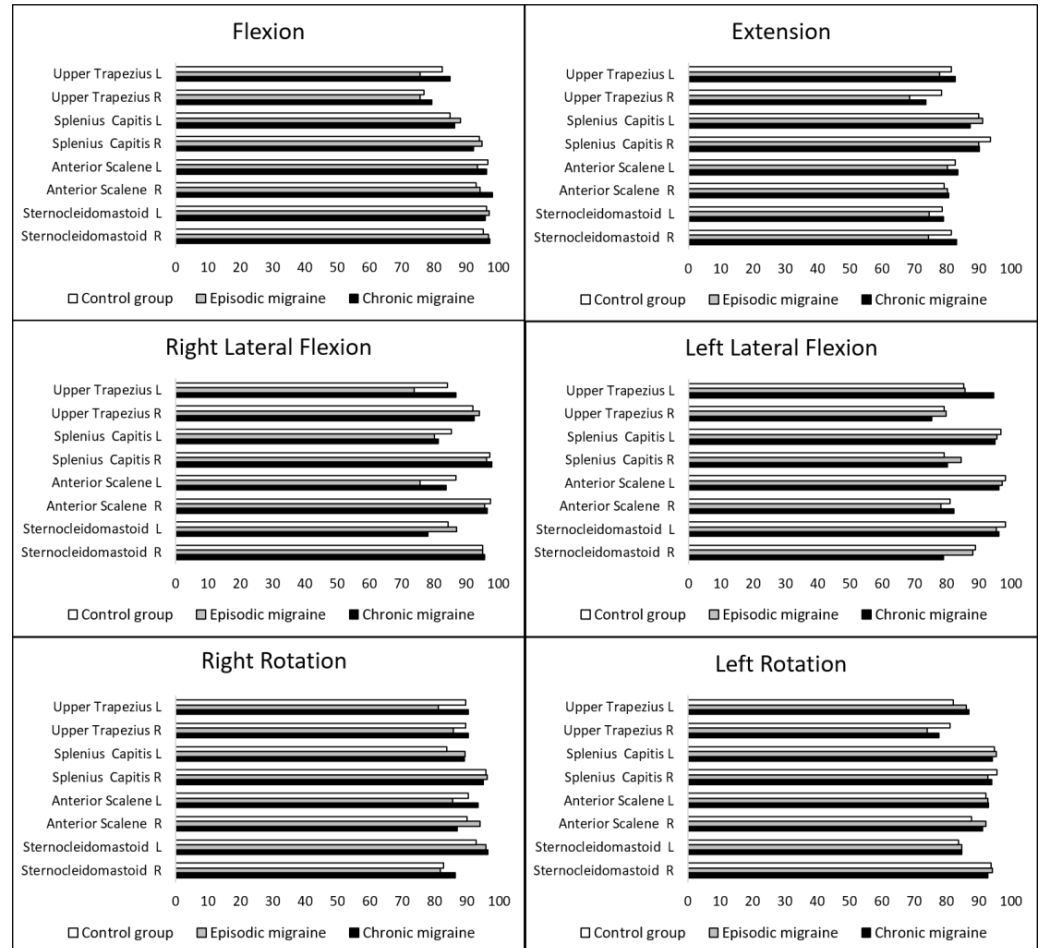 Flexion
Upper Trapezius L
Upper Trapezius R
Splenius Capitis L
Splenius Capitis R
Anterior Scalene L
Anterior Scalene R
Sternocleidomastoid L
Sternocleidomastoid R
0 10 20 30 40 50 60 70 80 90 100
Control group Episodic migraine Chronic migraine
Extension
Upper Trapezius L
Upper Trapezius R
Splenius Capitis L
Splenius Capitis R
Anterior Scalene L
Anterior Scalene R
Sternocleidomastoid L
Sternocleidomastoid R
0 10 20 30 40 50 60 70 80 90 100
Control group Episodic migraine Chronic migraine
Right Lateral Flexion
Upper Trapezius L
Upper Trapezius R
Splenius Capitis L
Splenius Capitis R
Anterior Scalene L
Anterior Scalene R
Sternocleidomastoid L
Sternocleidomastoid R
0 10 20 30 40 50 60 70 80 90 100
Control group Episodic migraine Chronic migraine
Left Lateral Flexion
Upper Trapezius L
Upper Trapezius R
Splenius Capitis L
Splenius Capitis R
Anterior Scalene L
Anterior Scalene R
Sternocleidomastoid L
Sternocleidomastoid R
0 10 20 30 40 50 60 70 80 90 100
Control group Episodic migraine Chronic migraine
Right Rotation
Upper Trapezius L
Upper Trapezius R
Splenius Capitis L
Splenius Capitis R
Anterior Scalene L
Anterior Scalene R
Sternocleidomastoid L
Sternocleidomastoid R
0 10 20 30 40 50 60 70 80 90 100
Control group Episodic migraine Chronic migraine
Left Rotation
Upper Trapezius L
Upper Trapezius R
Splenius Capitis L
Splenius Capitis R
Anterior Scalene L
Anterior Scalene R
Sternocleidomastoid L
Sternocleidomastoid R
0 10 20 30 40 50 60 70 80 90 100
Control group Episodic migraine Chronic migraine